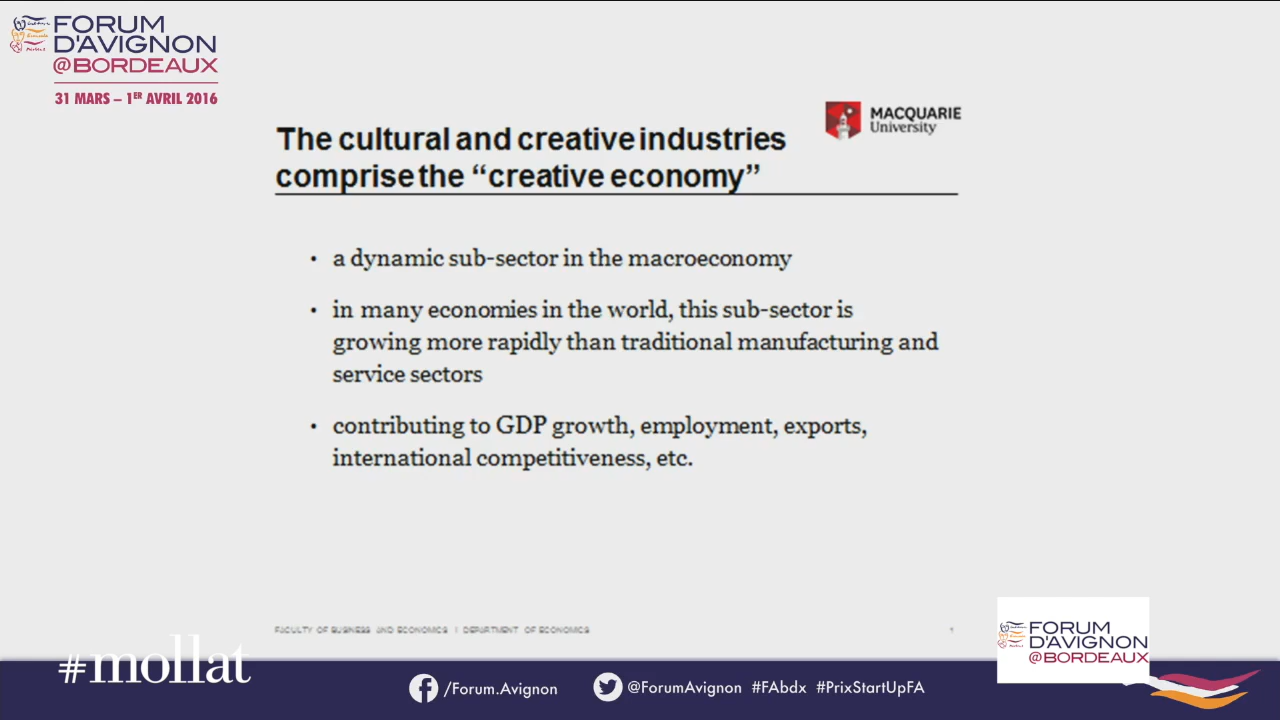 FORUM
D'AVIGNON
@BORDEAUX
31 MARS – 1ER AVRIL 2016
MACQUARIE
University
The cultural and creative industries
comprise the “creative economy”
• a dynamic sub-sector in the macroeconomy
• in many economies in the world, this sub-sector is
growing more rapidly than traditional manufacturing and
service sectors
• contributing to GDP growth, employment, exports,
international competitiveness, etc.
FACULTY OF BUSINESS AND ECONOMICS | DEPARTMENT OF ECONOMICS
FORUM
D'AVIGNON
@BORDEAUX
#mollat
/Forum.Avignon
@ForumAvignon #FAbdx #PrixStartUpFA